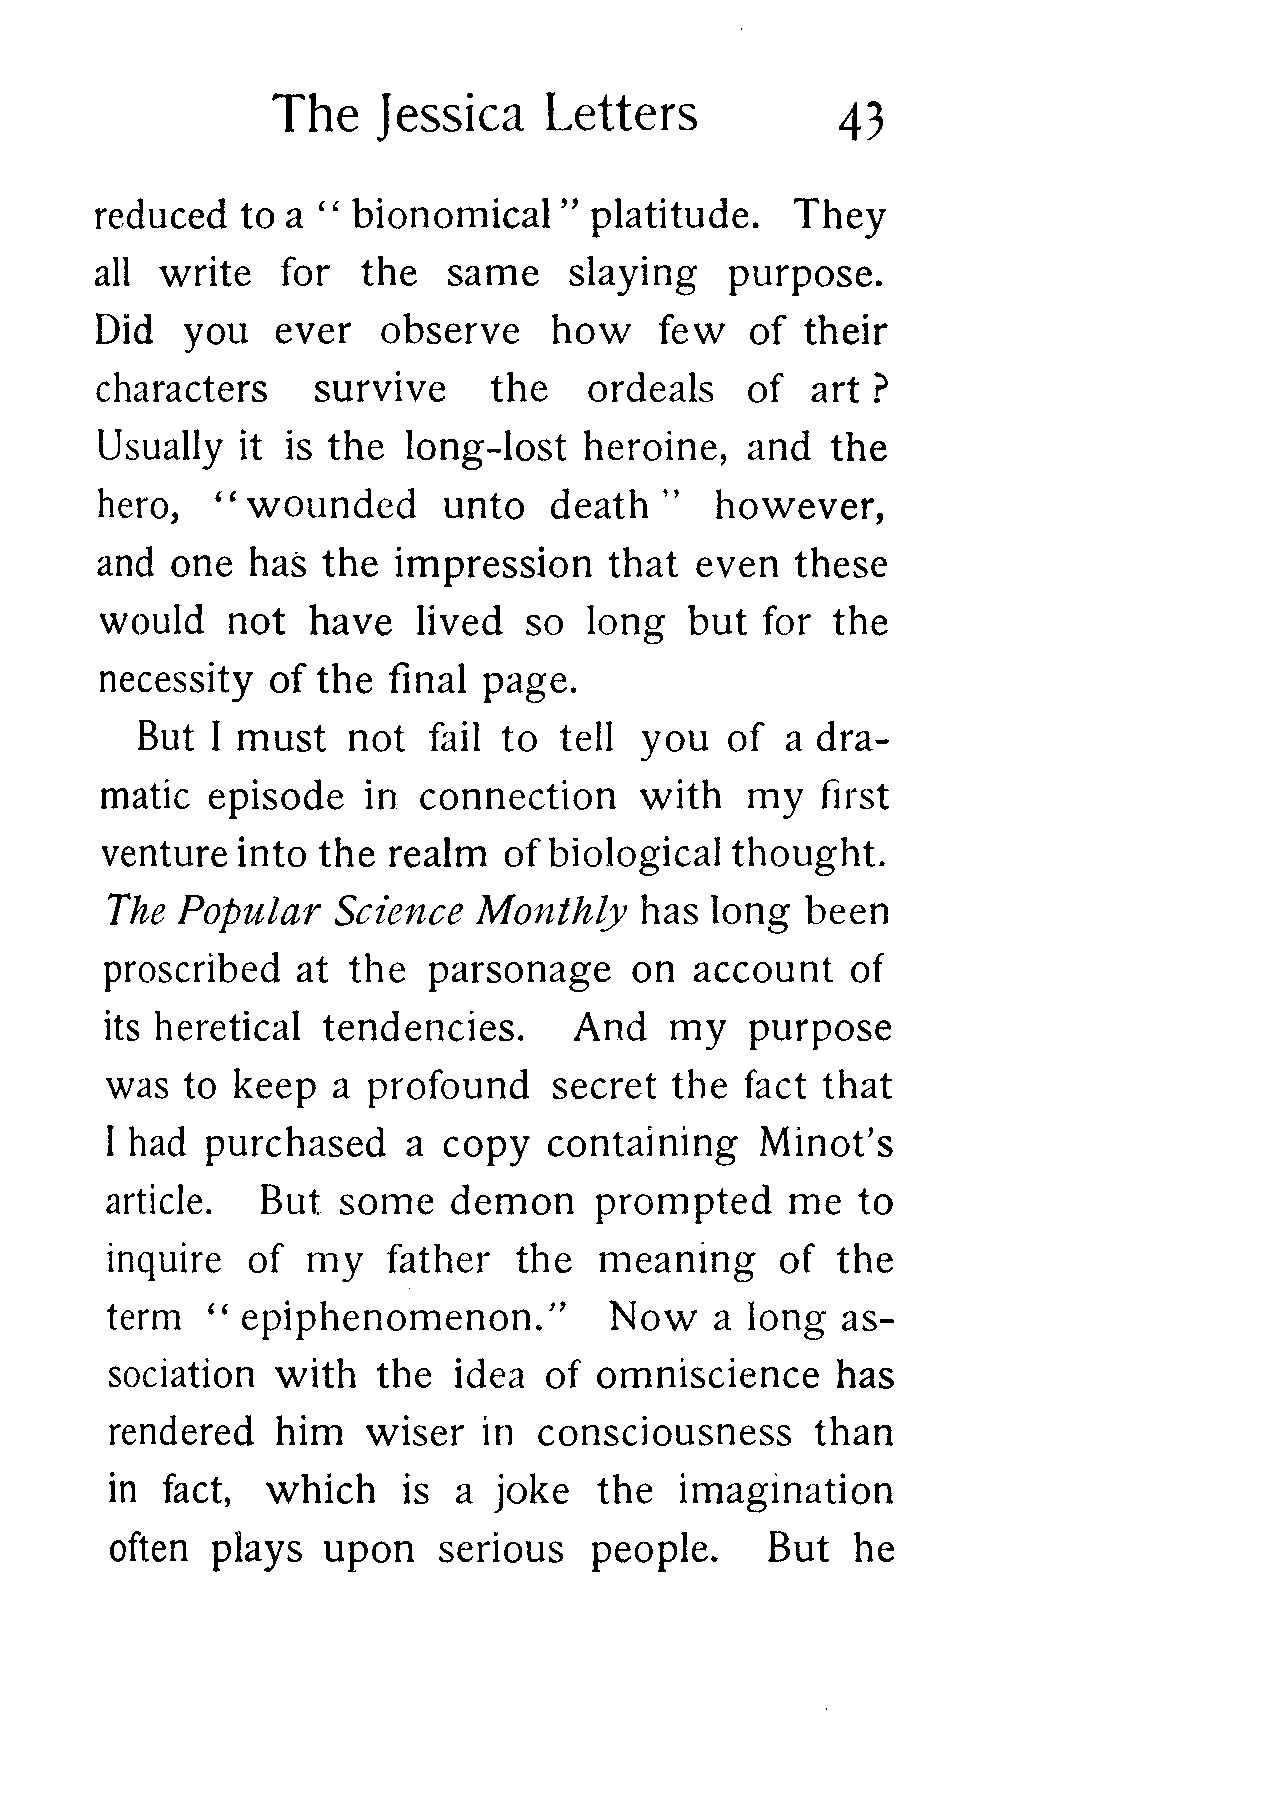 The Jessica Letters 43
reduced to a " bionomical " platitude. They
all write for the same slaying purpose.
Did you ever observe how few of their
characters survive the ordeals of art ?
Usually it is the long-lost heroine, and the
hero, " wounded unto death " however,
and one has the impression that even these
would not have lived so long but for the
necessity of the final page.
But I must not fail to tell you of a dra-
matic episode in connection with my first
venture into the realm of biological thought.
The Popular Science Monthly has long been
proscribed at the parsonage on account of
its heretical tendencies. And my purpose
was to keep a profound secret the fact that
I had purchased a copy containing Minot's
article. But some demon prompted me to
inquire of my father the meaning of the
term " epiphenomenon." Now a long as-
sociation with the idea of omniscience has
rendered him wiser in consciousness than
in fact, which is a joke the imagination
often plays upon serious people. But he